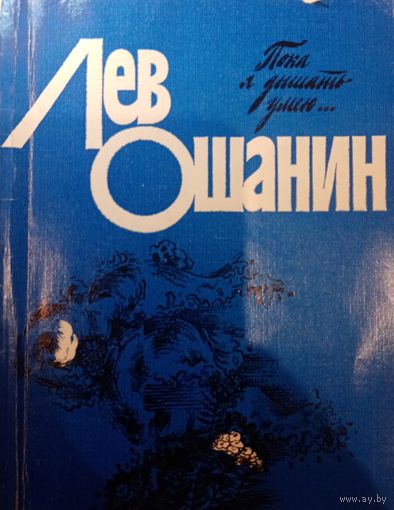 Лев
Ошанин
Пока
я дышать
умею...
www.ay.by